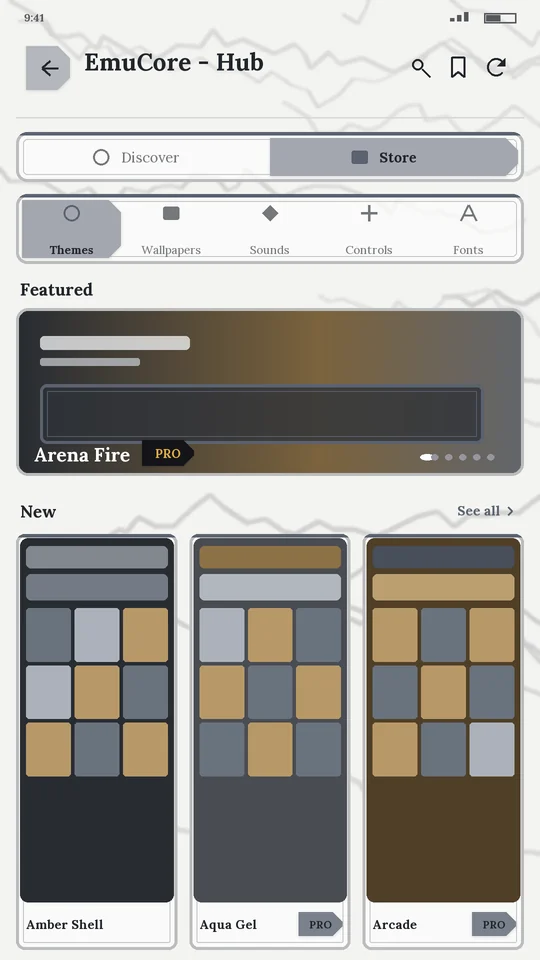 9:41
EmuCore - Hub
Discover
Store
Themes
Wallpapers
Sounds
Controls
Fonts
Featured
Arena Fire
PRO
New
See all
Amber Shell
Aqua Gel
PRO
Arcade
PRO